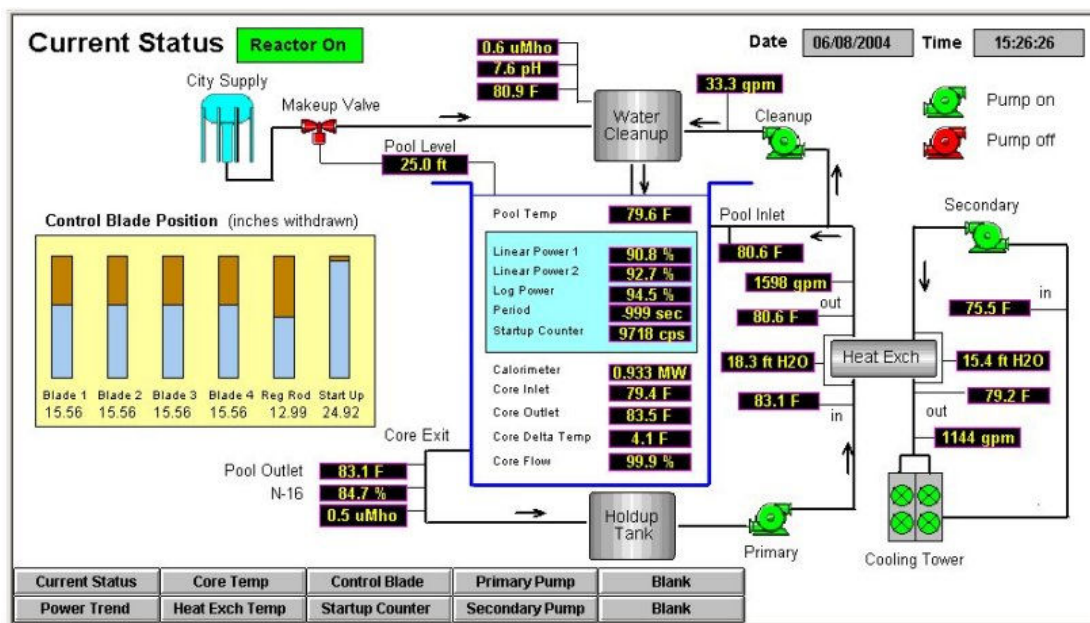 Current Status
Reactor On
Date
06/08/2004
Time
15:26:26
City Supply
Makeup Valve
0.6 uMho
7.6 pH
80.9 F
Water
Cleanup
33.3 gpm
Cleanup
Pump on
Pump off
Pool Level
25.0 ft
Control Blade Position (inches withdrawn)
Blade 1 Blade 2 Blade 3 Blade 4 Reg Rod Start Up
15.56 15.56 15.56 15.56 12.99 24.92
Pool Temp 79.6 F
Linear Power 1 90.8 %
Linear Power 2 92.7 %
Log Power 94.5 %
Period -999 sec
Startup Counter 9718 cps
Calorimeter 0.933 MW
Core Inlet 79.4 F
Core Outlet 83.5 F
Core Delta Temp 4.1 F
Core Flow 99.9 %
Pool Inlet
80.6 F
1598 gpm
out
80.6 F
18.3 ft H2O
Heat Exch
15.4 ft H2O
83.1 F
in
Secondary
in
75.5 F
79.2 F
out
1144 gpm
Cooling Tower
Core Exit
Pool Outlet 83.1 F
N-16 84.7 %
0.5 uMho
Holdup
Tank
Primary
Current Status Core Temp Control Blade Primary Pump Blank
Power Trend Heat Exch Temp Startup Counter Secondary Pump Blank